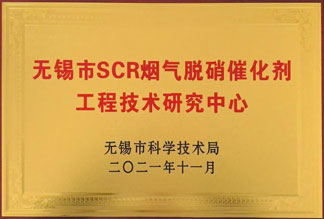 无锡市SCR烟气脱硝催化剂
工程技术研究中心
无锡市科学技术局
二〇二一年十一月